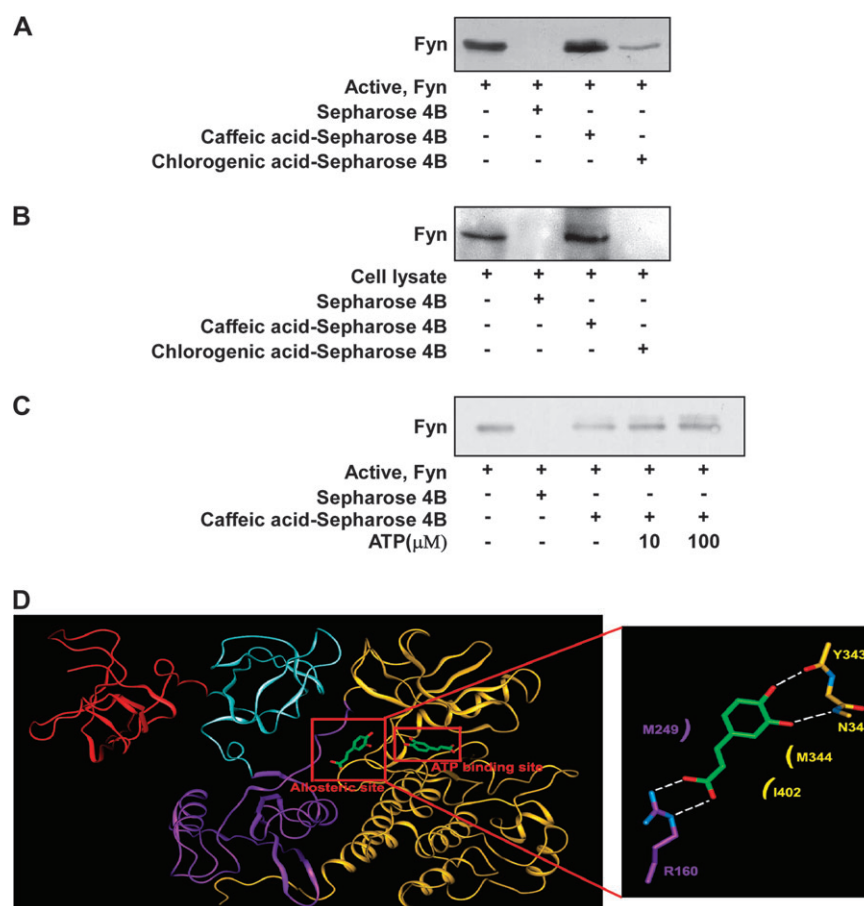 A
Fyn
Active, Fyn + + + +
Sepharose 4B - + - -
Caffeic acid-Sepharose 4B - - + -
Chlorogenic acid-Sepharose 4B - - - +
B
Fyn
Cell lysate + + + +
Sepharose 4B - + - -
Caffeic acid-Sepharose 4B - - + -
Chlorogenic acid-Sepharose 4B - - - +
C
Fyn
Active, Fyn + + + + +
Sepharose 4B - + - - -
Caffeic acid-Sepharose 4B - - + + +
ATP(μM) - - - 10 100
D
Allosteric site
ATP binding site
Y343
N34
M249
M344
I402
R160